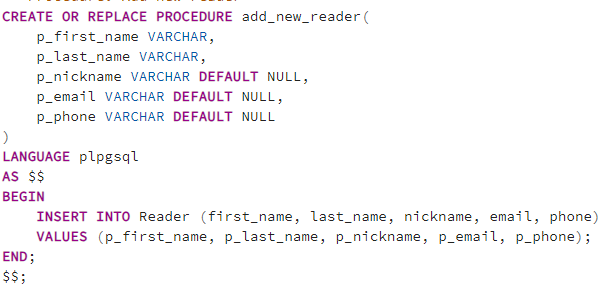 CREATE OR REPLACE PROCEDURE add_new_reader(
    p_first_name VARCHAR,
    p_last_name VARCHAR,
    p_nickname VARCHAR DEFAULT NULL,
    p_email VARCHAR DEFAULT NULL,
    p_phone VARCHAR DEFAULT NULL
)
LANGUAGE plpgsql
AS $$
BEGIN
    INSERT INTO Reader (first_name, last_name, nickname, email, phone)
    VALUES (p_first_name, p_last_name, p_nickname, p_email, p_phone);
END;
$$;